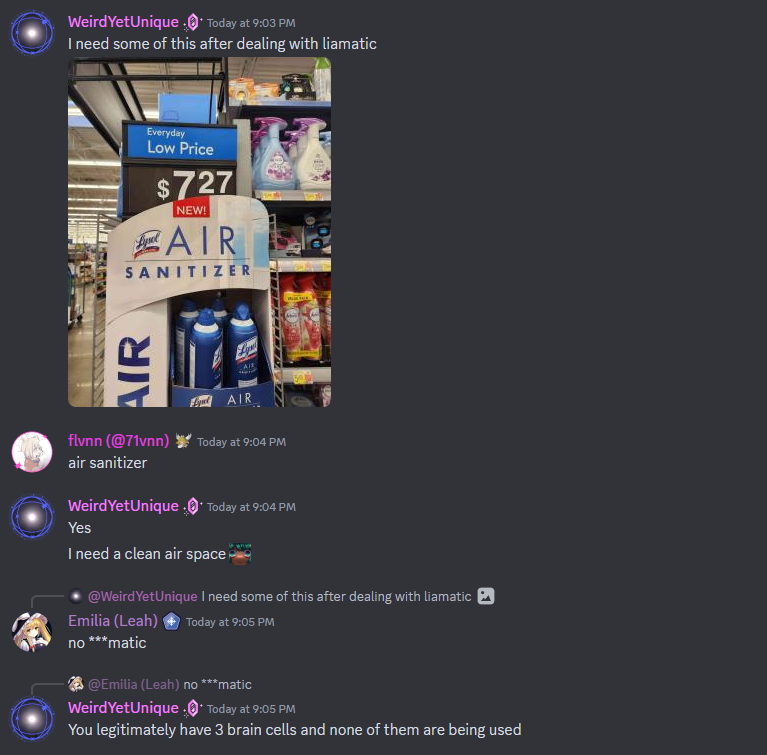 WeirdYetUnique Today at 9:03 PM
I need some of this after dealing with liamatic
Everyday
Low Price
$7.27
NEW!
Lysol AIR
SANITIZER
AIR
Lysol
Lysol
AIR
Lysol AIR
flvnn (@71vnn) Today at 9:04 PM
air sanitizer
WeirdYetUnique Today at 9:04 PM
Yes
I need a clean air space
@WeirdYetUnique I need some of this after dealing with liamatic
Emilia (Leah) Today at 9:05 PM
no ***matic
@Emilia (Leah) no ***matic
WeirdYetUnique Today at 9:05 PM
You legitimately have 3 brain cells and none of them are being used